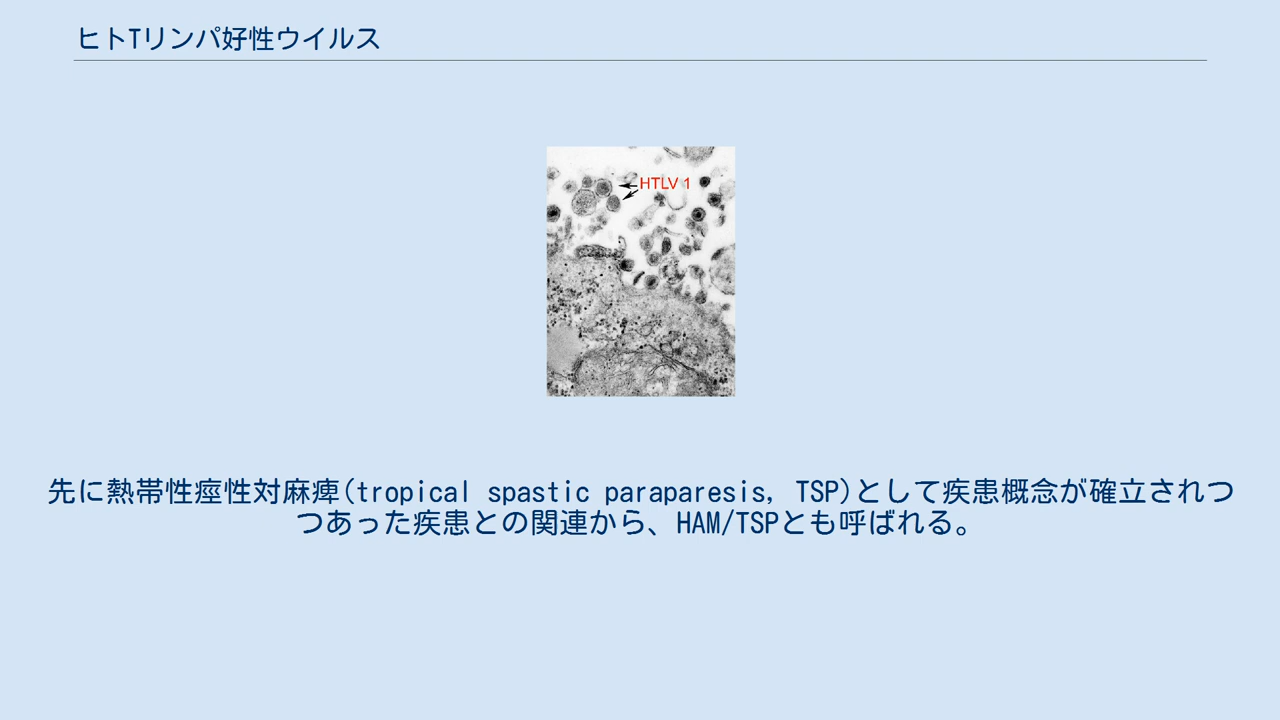 ヒトTリンパ好性ウイルス
HTLV 1
先に熱帯性痙性対麻痺(tropical spastic paraparesis, TSP)として疾患概念が確立されつ
つあった疾患との関連から、HAM/TSPとも呼ばれる。